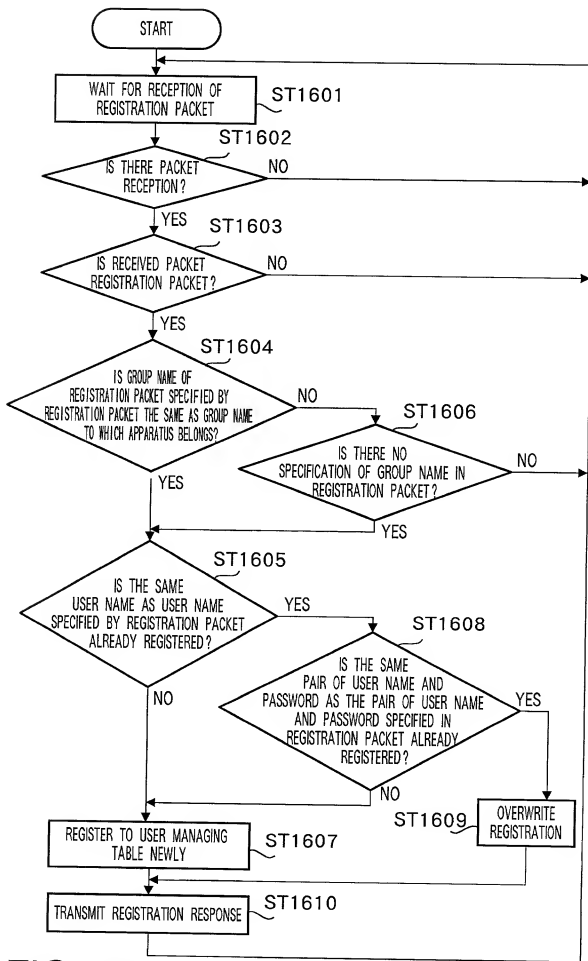 START
WAIT FOR RECEPTION OF
REGISTRATION PACKET
ST1601
ST1602
IS THERE PACKET
RECEPTION?
NO
YES
ST1603
IS RECEIVED PACKET
REGISTRATION PACKET?
NO
YES
ST1604
IS GROUP NAME OF
REGISTRATION PACKET SPECIFIED BY
REGISTRATION PACKET THE SAME AS GROUP NAME
TO WHICH APPARATUS BELONGS?
NO
YES
ST1606
IS THERE NO
SPECIFICATION OF GROUP NAME IN
REGISTRATION PACKET?
NO
YES
ST1605
IS THE SAME
USER NAME AS USER NAME
SPECIFIED BY REGISTRATION PACKET
ALREADY REGISTERED?
YES
NO
ST1608
IS THE SAME
PAIR OF USER NAME AND
PASSWORD AS THE PAIR OF USER NAME
AND PASSWORD SPECIFIED IN
REGISTRATION PACKET ALREADY
REGISTERED?
YES
NO
OVERWRITE
REGISTRATION
ST1609
REGISTER TO USER MANAGING
TABLE NEWLY
ST1607
TRANSMIT REGISTRATION RESPONSE
ST1610